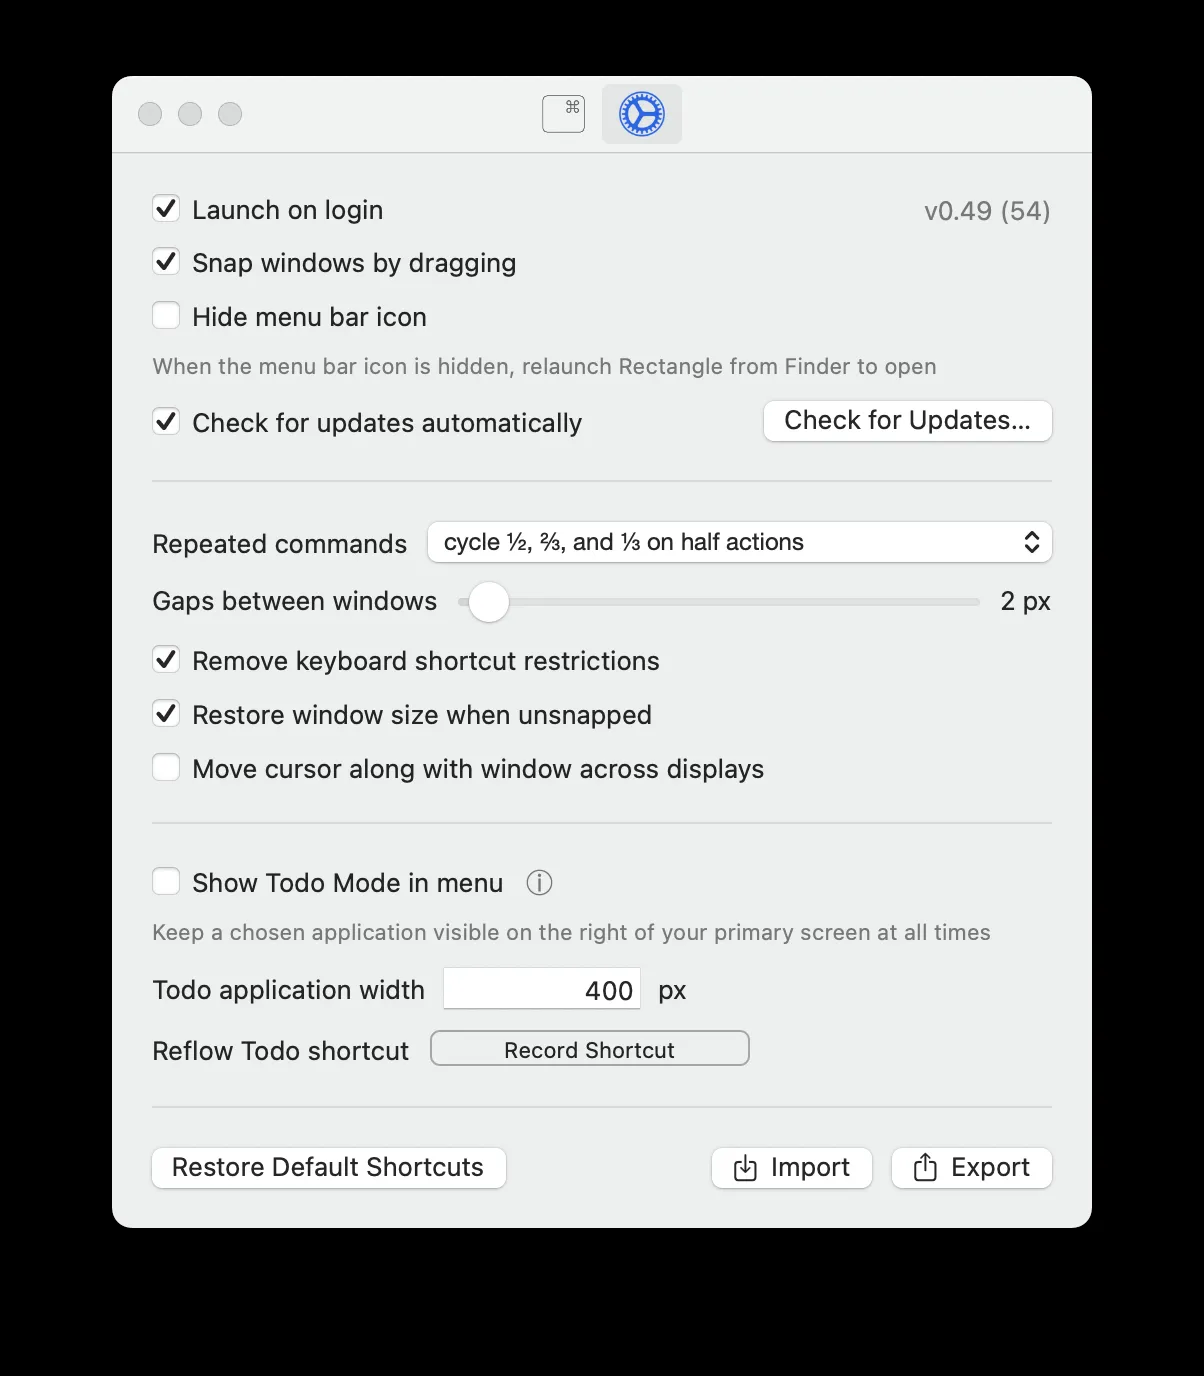 ⌘
Launch on login
v0.49 (54)
Snap windows by dragging
Hide menu bar icon
When the menu bar icon is hidden, relaunch Rectangle from Finder to open
Check for updates automatically
Check for Updates...
Repeated commands
cycle ½, ⅔, and ⅓ on half actions
Gaps between windows
2 px
Remove keyboard shortcut restrictions
Restore window size when unsnapped
Move cursor along with window across displays
Show Todo Mode in menu
Keep a chosen application visible on the right of your primary screen at all times
Todo application width
400
px
Reflow Todo shortcut
Record Shortcut
Restore Default Shortcuts
Import
Export